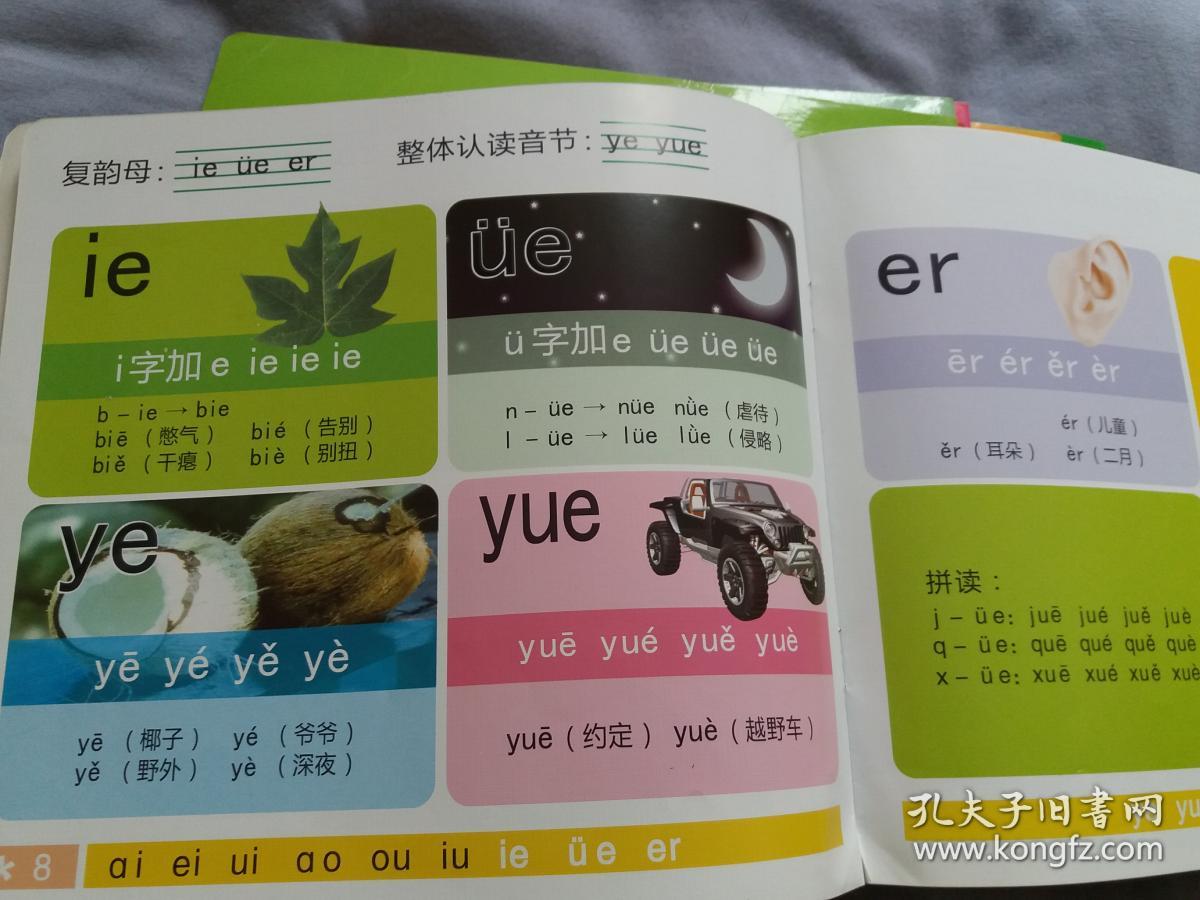 复韵母: ie üe er
整体认读音节: ye yue
ie
i字加e ie ie ie
b – ie → bie
biē (憋气) bié (告别)
biě (干瘪) biè (别扭)
üe
ü字加e üe üe üe
n – üe → nüe nüè (虐待)
l – üe → lüe lüè (侵略)
ye
yē yé yě yè
yē (椰子) yé (爷爷)
yě (野外) yè (深夜)
yue
yuē yué yuě yuè
yuē (约定) yuè (越野车)
* 8
ɑi ei ui ɑo ou iu ie üe er
er
ēr ér ěr èr
ér (儿童)
ěr (耳朵) èr (二月)
拼读:
j – üe: juē jué juě juè
q – üe: quē qué quě què
x – üe: xuē xué xuě xuè
孔夫子旧書网
www.kongfz.com